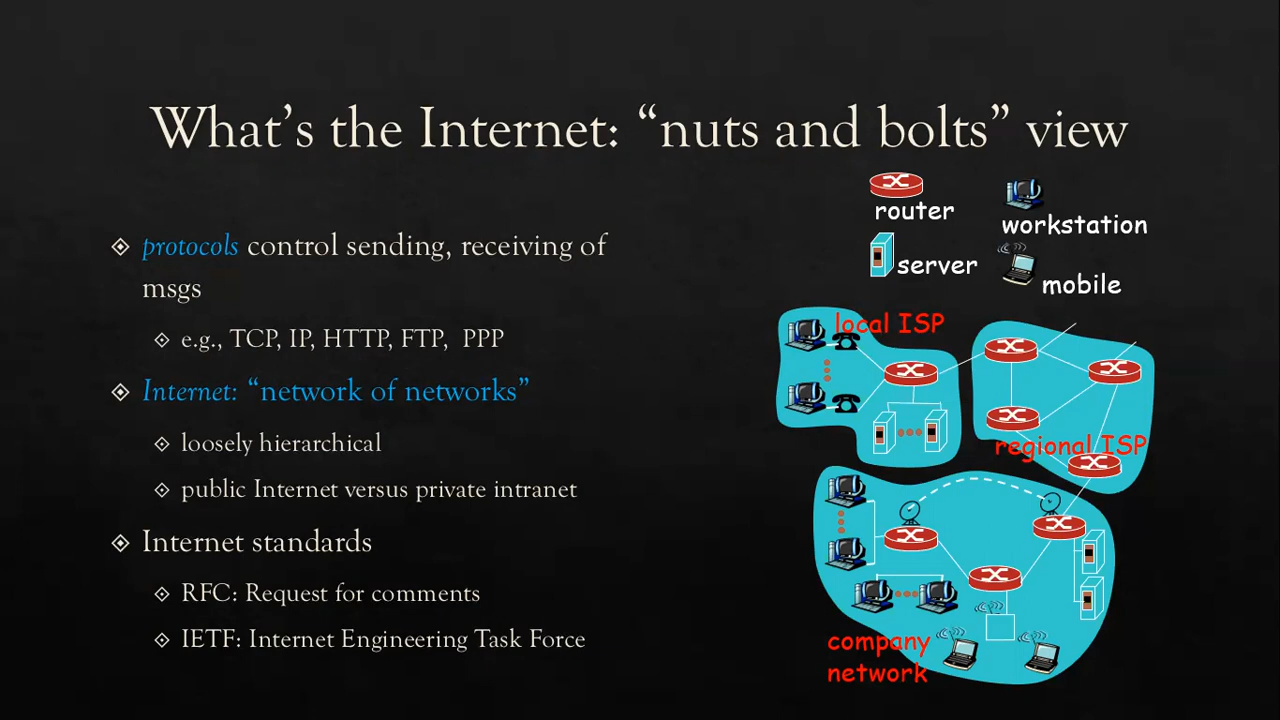 What's the Internet: “nuts and bolts” view
protocols control sending, receiving of
msgs
e.g., TCP, IP, HTTP, FTP, PPP
Internet: “network of networks”
loosely hierarchical
public Internet versus private intranet
Internet standards
RFC: Request for comments
IETF: Internet Engineering Task Force
router
workstation
server
mobile
local ISP
regional ISP
company
network